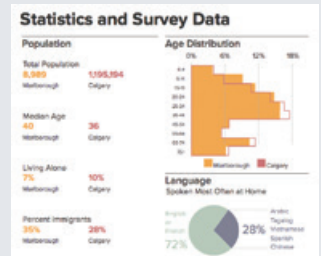 Statistics and Survey Data
Population
Total Population
8,989 1,195,194
Marlborough Calgary
Median Age
40 36
Marlborough Calgary
Living Alone
7% 10%
Marlborough Calgary
Percent Immigrants
35% 28%
Marlborough Calgary
Age Distribution
0% 6% 12% 18%
Marlborough Calgary
Language
Spoken Most Often at Home
English
or
French
72%
28%
Arabic
Tagalog
Vietnamese
Spanish
Chinese